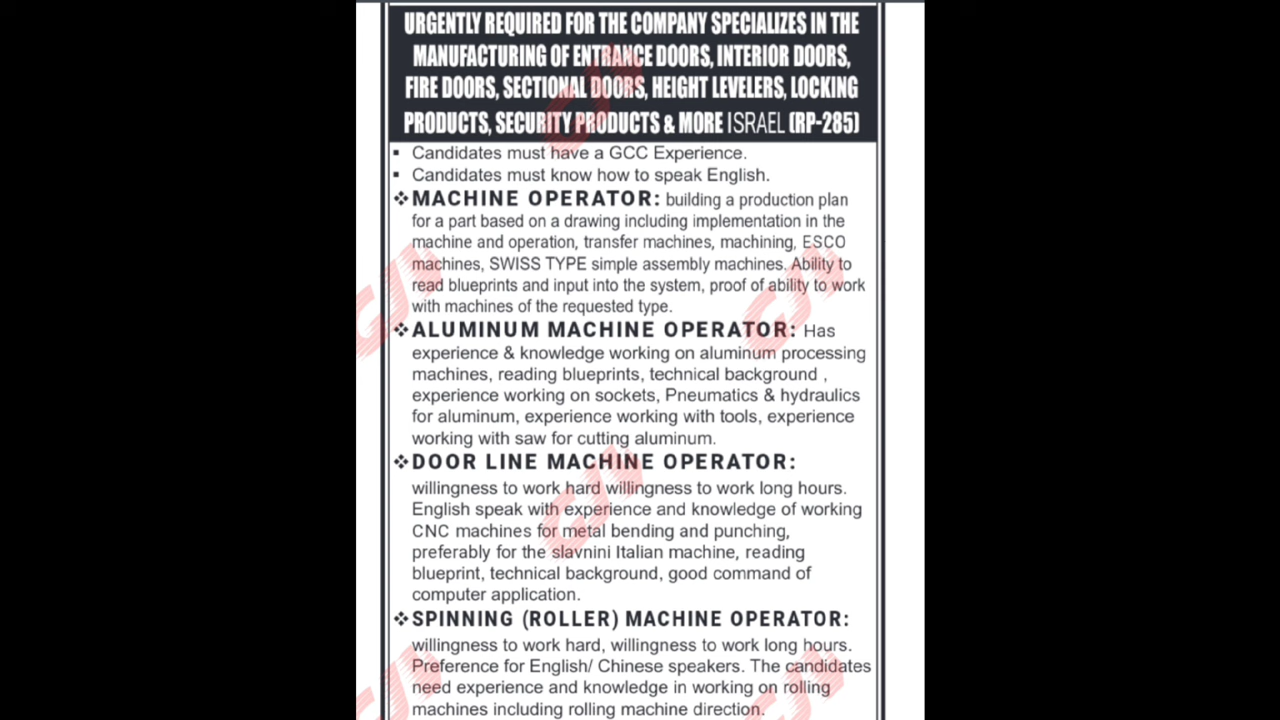 URGENTLY REQUIRED FOR THE COMPANY SPECIALIZES IN THE
MANUFACTURING OF ENTRANCE DOORS, INTERIOR DOORS,
FIRE DOORS, SECTIONAL DOORS, HEIGHT LEVELERS, LOCKING
PRODUCTS, SECURITY PRODUCTS & MORE ISRAEL (RP-285)
▪ Candidates must have a GCC Experience.
▪ Candidates must know how to speak English.
❖MACHINE OPERATOR: building a production plan
for a part based on a drawing including implementation in the
machine and operation, transfer machines, machining, ESCO
machines, SWISS TYPE simple assembly machines. Ability to
read blueprints and input into the system, proof of ability to work
with machines of the requested type.
❖ALUMINUM MACHINE OPERATOR: Has
experience & knowledge working on aluminum processing
machines, reading blueprints, technical background ,
experience working on sockets, Pneumatics & hydraulics
for aluminum, experience working with tools, experience
working with saw for cutting aluminum.
❖DOOR LINE MACHINE OPERATOR:
willingness to work hard willingness to work long hours.
English speak with experience and knowledge of working
CNC machines for metal bending and punching,
preferably for the slavnini Italian machine, reading
blueprint, technical background, good command of
computer application.
❖SPINNING (ROLLER) MACHINE OPERATOR:
willingness to work hard, willingness to work long hours.
Preference for English/ Chinese speakers. The candidates
need experience and knowledge in working on rolling
machines including rolling machine direction.